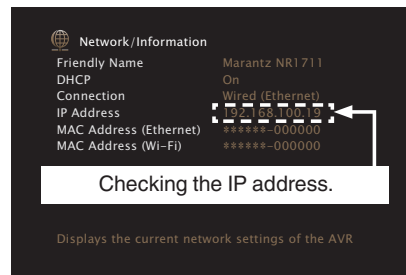 Network/Information
Friendly Name Marantz NR1711
DHCP On
Connection Wired (Ethernet)
IP Address 192.168.100.19
MAC Address (Ethernet) ******-000000
MAC Address (Wi-Fi) ******-000000
Checking the IP address.
Displays the current network settings of the AVR